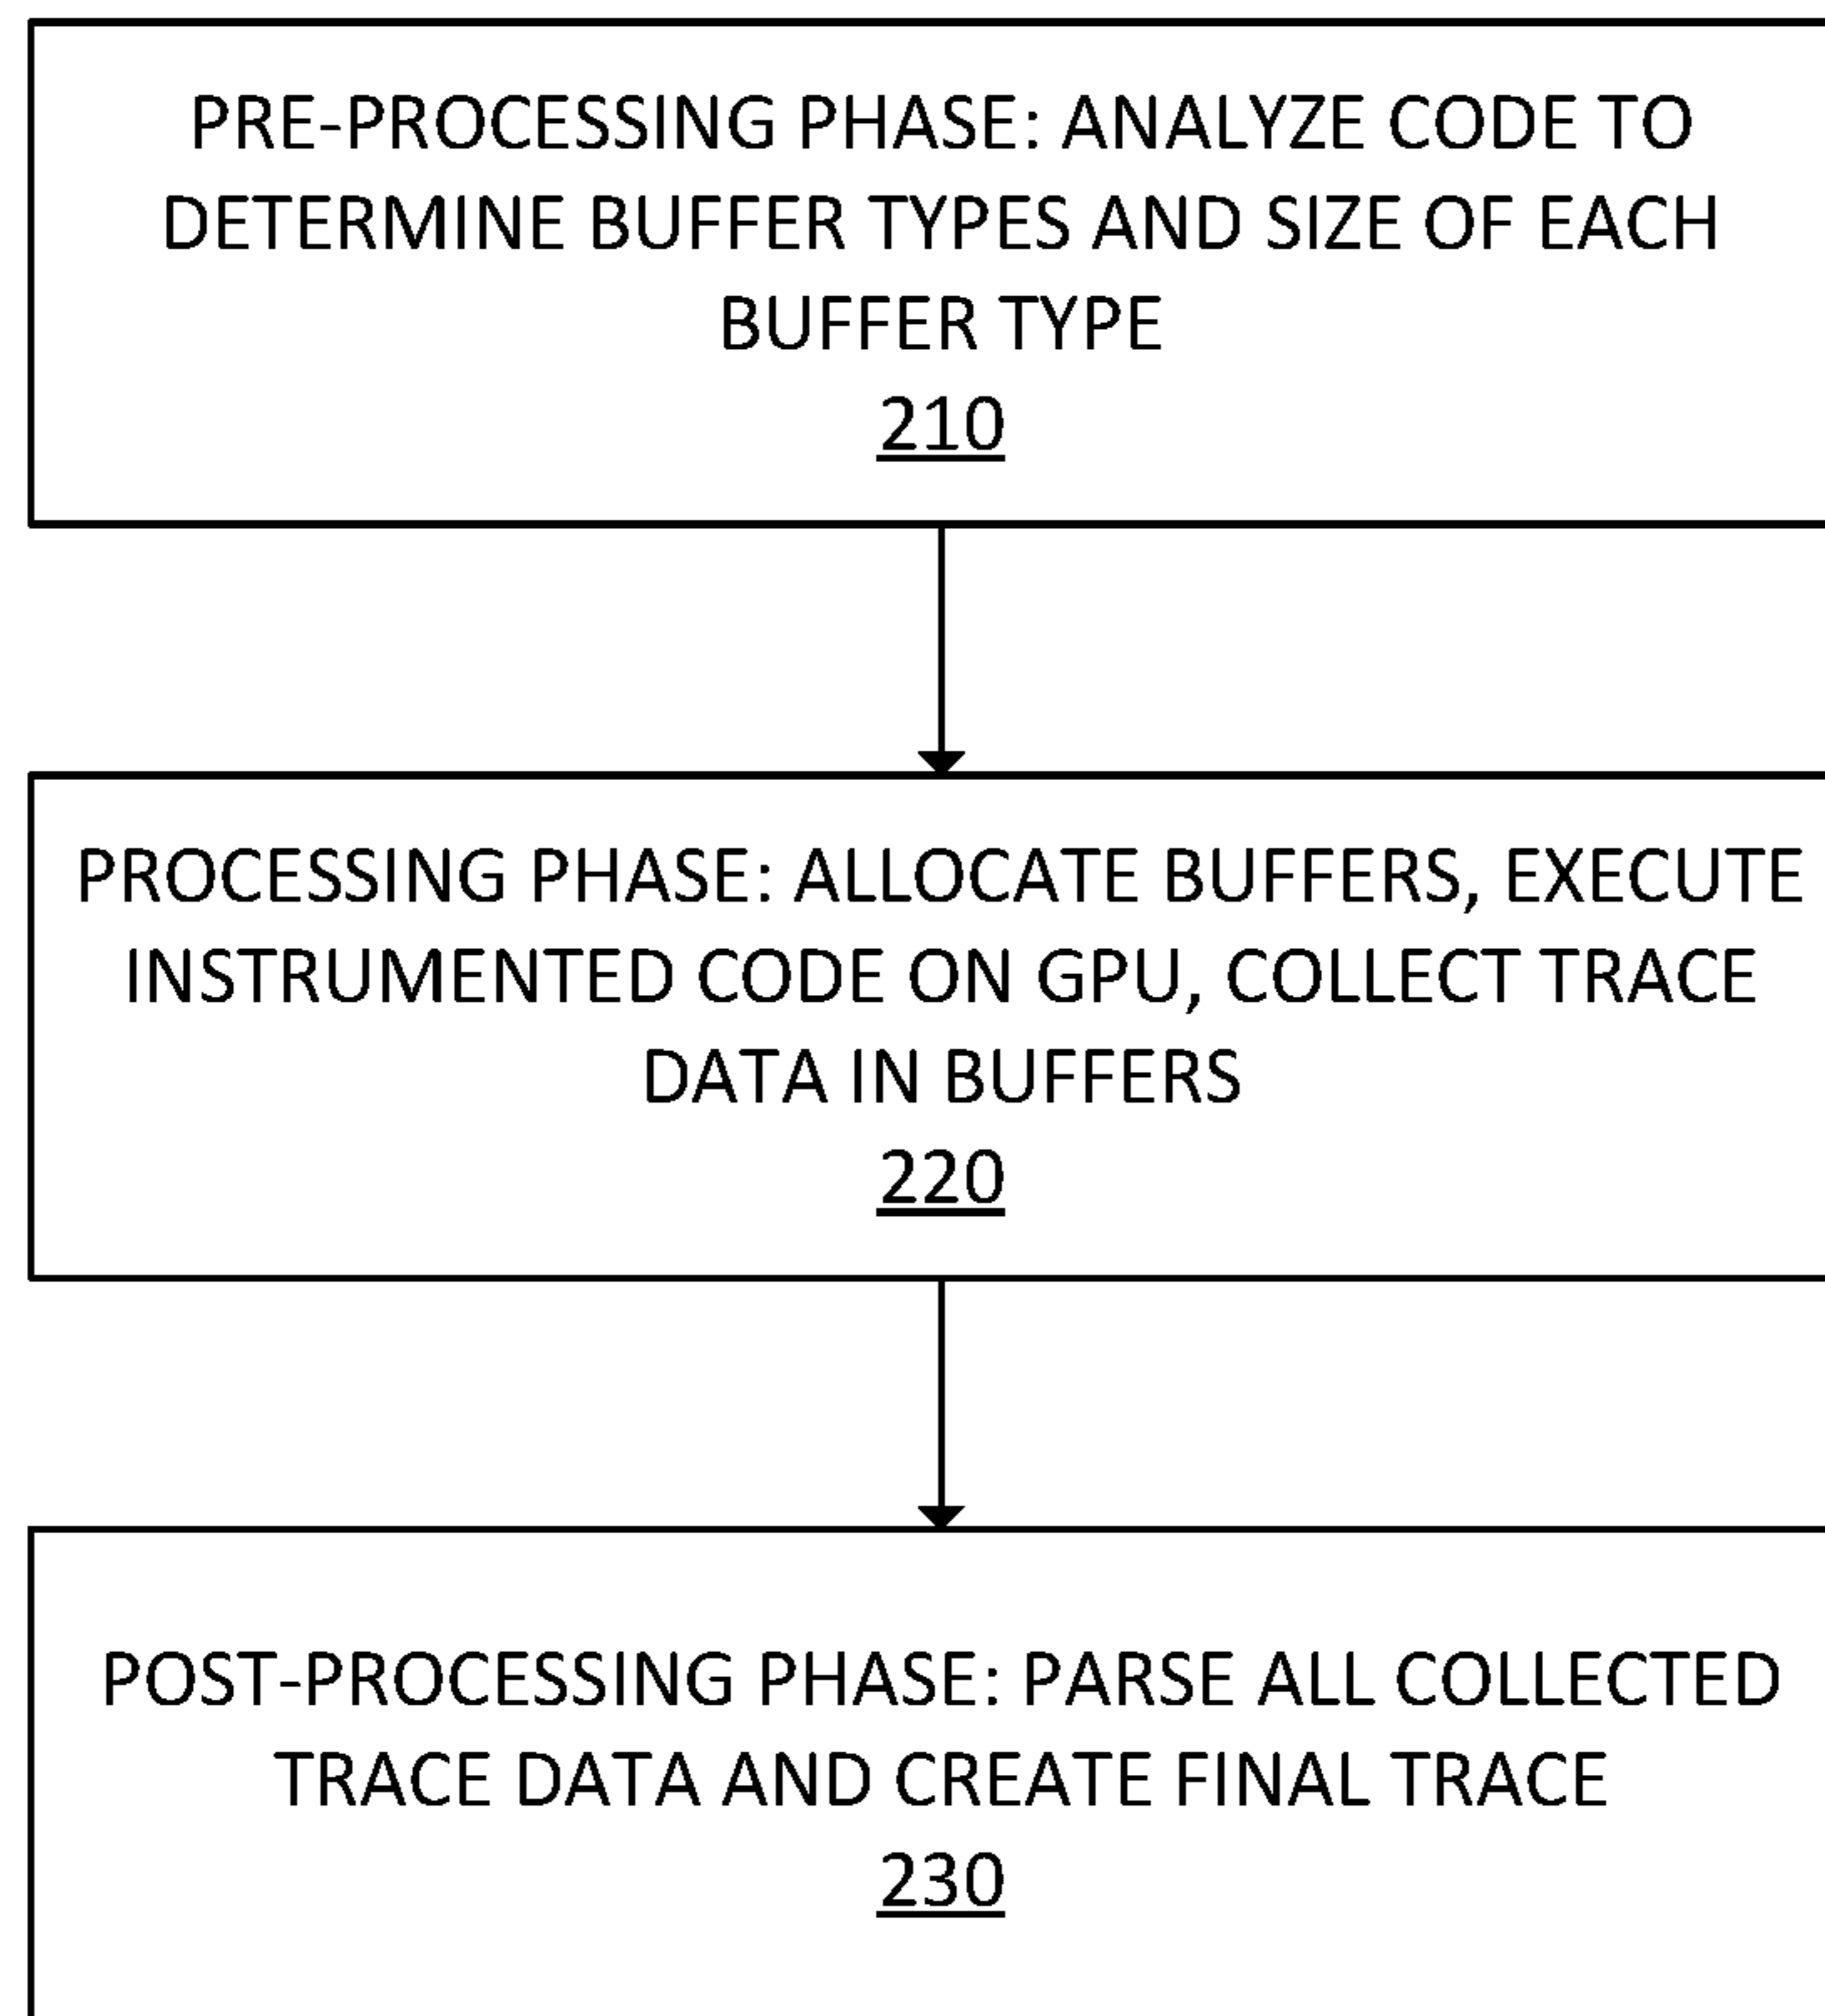 PRE-PROCESSING PHASE: ANALYZE CODE TO
DETERMINE BUFFER TYPES AND SIZE OF EACH
BUFFER TYPE
210
PROCESSING PHASE: ALLOCATE BUFFERS, EXECUTE
INSTRUMENTED CODE ON GPU, COLLECT TRACE
DATA IN BUFFERS
220
POST-PROCESSING PHASE: PARSE ALL COLLECTED
TRACE DATA AND CREATE FINAL TRACE
230